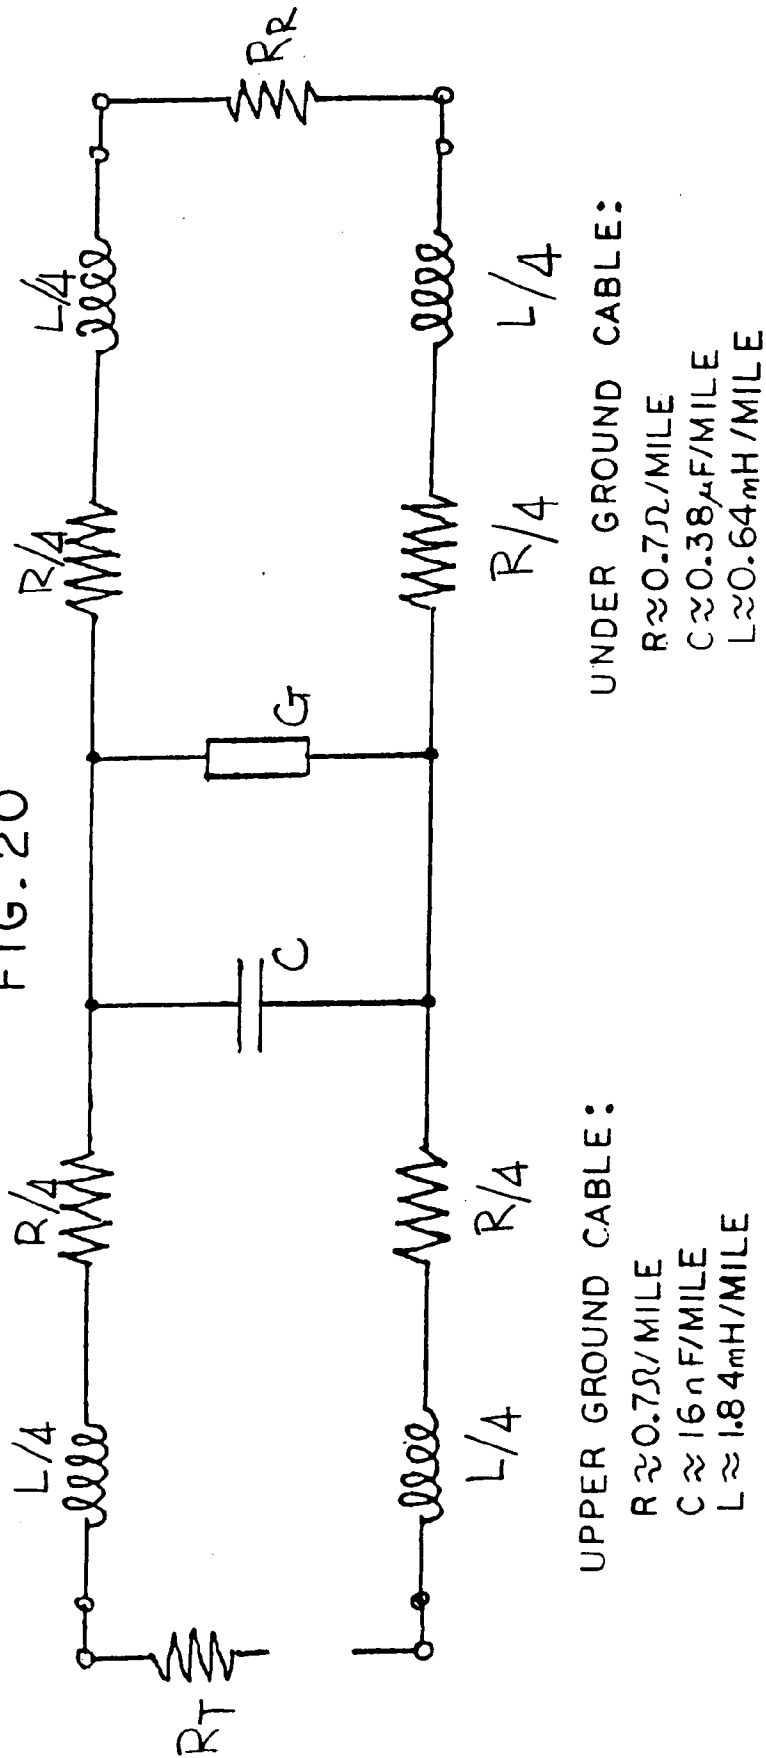 FIG. 20
L/4
R/4
R/4
L/4
RT
C
G
RR
L/4
R/4
R/4
L/4
UPPER GROUND CABLE:
R≈0.7Ω/MILE
C≈16nF/MILE
L≈1.84mH/MILE
UNDER GROUND CABLE:
R≈0.7Ω/MILE
C≈0.38μF/MILE
L≈0.64mH/MILE